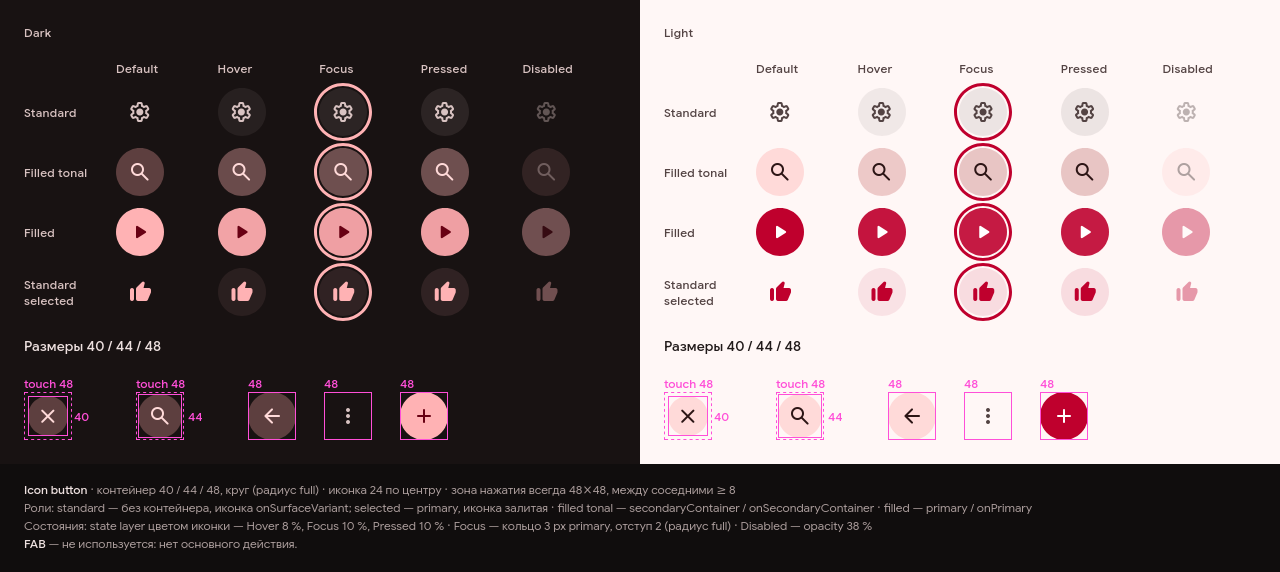 Dark
Default Hover Focus Pressed Disabled
Standard
Filled tonal
Filled
Standard
selected
Размеры 40 / 44 / 48
touch 48 touch 48 48 48 48
40 44
Light
Default Hover Focus Pressed Disabled
Standard
Filled tonal
Filled
Standard
selected
Размеры 40 / 44 / 48
touch 48 touch 48 48 48 48
40 44
Icon button · контейнер 40 / 44 / 48, круг (радиус full) · иконка 24 по центру · зона нажатия всегда 48×48, между соседними ≥ 8
Роли: standard — без контейнера, иконка onSurfaceVariant; selected — primary, иконка залита · filled tonal — secondaryContainer / onSecondaryContainer · filled — primary / onPrimary
Состояния: state layer цветом иконки — Hover 8 %, Focus 10 %, Pressed 10 % · Focus — кольцо 3 px primary, отступ 2 (радиус full) · Disabled — opacity 38 %
FAB — не используется: нет основного действия.